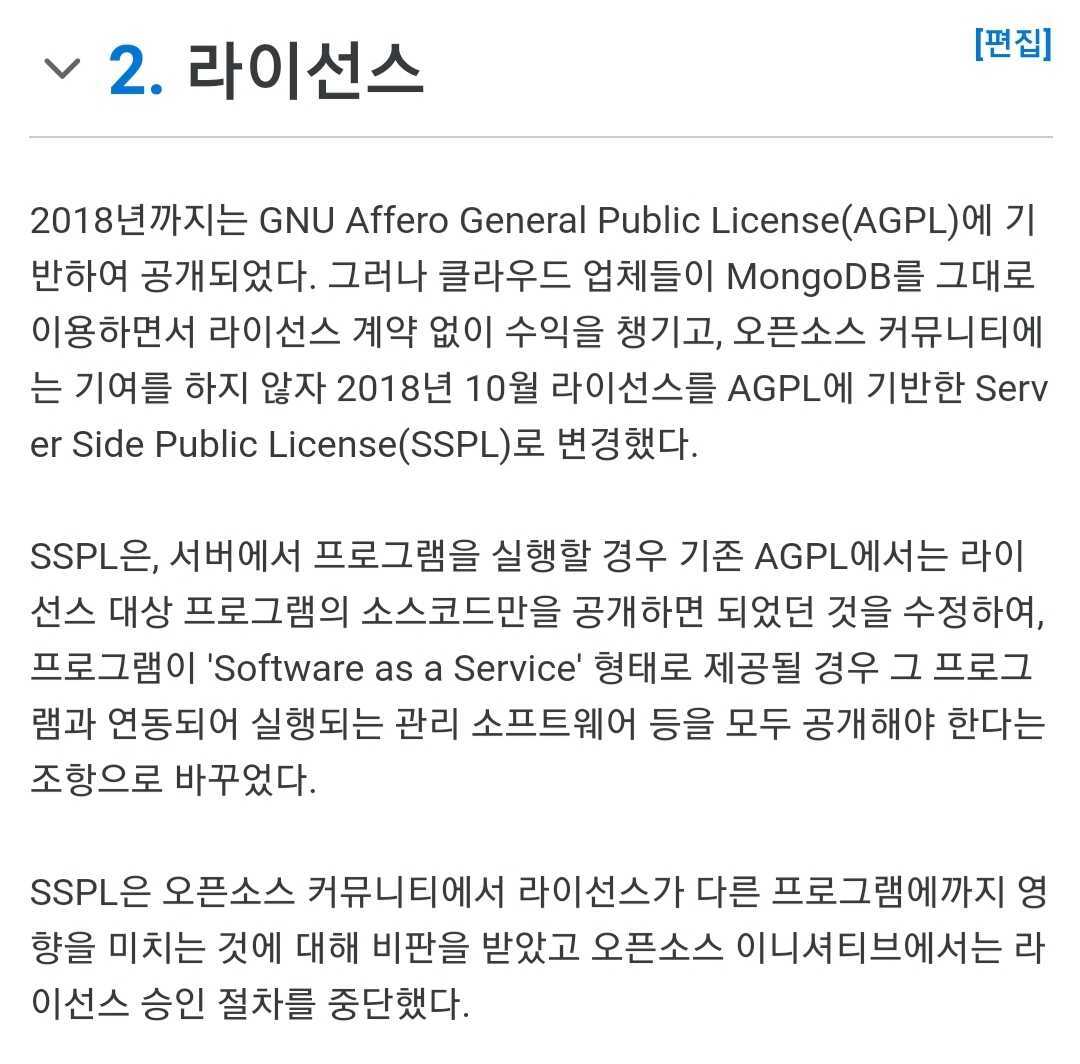 2. 라이선스
[편집]
2018년까지는 GNU Affero General Public License(AGPL)에 기
반하여 공개되었다. 그러나 클라우드 업체들이 MongoDB를 그대로
이용하면서 라이선스 계약 없이 수익을 챙기고, 오픈소스 커뮤니티에
는 기여를 하지 않자 2018년 10월 라이선스를 AGPL에 기반한 Serv
er Side Public License(SSPL)로 변경했다.
SSPL은, 서버에서 프로그램을 실행할 경우 기존 AGPL에서는 라이
선스 대상 프로그램의 소스코드만을 공개하면 되었던 것을 수정하여,
프로그램이 'Software as a Service' 형태로 제공될 경우 그 프로그
램과 연동되어 실행되는 관리 소프트웨어 등을 모두 공개해야 한다는
조항으로 바꾸었다.
SSPL은 오픈소스 커뮤니티에서 라이선스가 다른 프로그램에까지 영
향을 미치는 것에 대해 비판을 받았고 오픈소스 이니셔티브에서는 라
이선스 승인 절차를 중단했다.